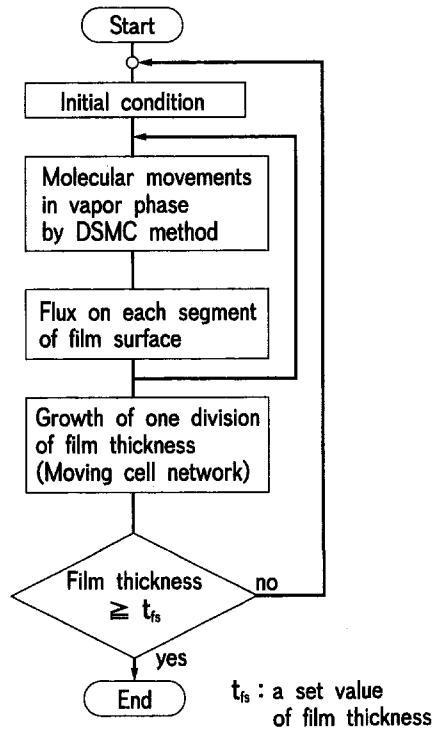 Start
Initial condition
Molecular movements
in vapor phase
by DSMC method
Flux on each segment
of film surface
Growth of one division
of film thickness
(Moving cell network)
Film thickness
≧ tfs
no
yes
End
tfs : a set value
of film thickness